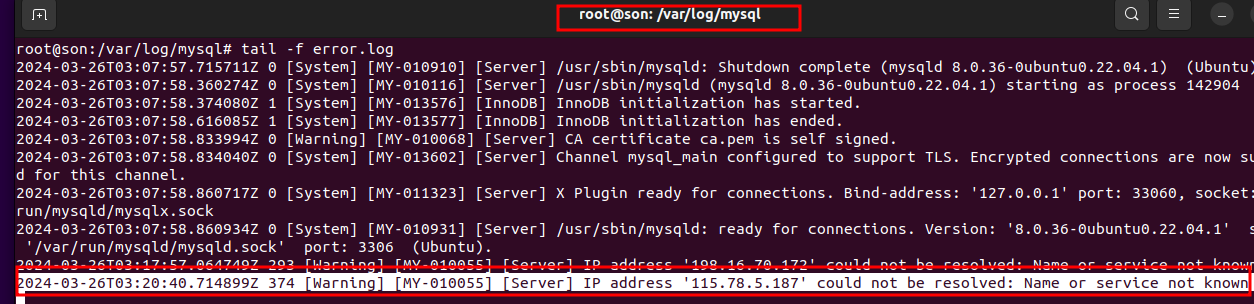 root@son: /var/log/mysql
root@son:/var/log/mysql# tail -f error.log
2024-03-26T03:07:57.715711Z 0 [System] [MY-010910] [Server] /usr/sbin/mysqld: Shutdown complete (mysqld 8.0.36-0ubuntu0.22.04.1)  (Ubuntu)
2024-03-26T03:07:58.360274Z 0 [System] [MY-010116] [Server] /usr/sbin/mysqld (mysqld 8.0.36-0ubuntu0.22.04.1) starting as process 142904
2024-03-26T03:07:58.374080Z 1 [System] [MY-013576] [InnoDB] InnoDB initialization has started.
2024-03-26T03:07:58.616085Z 1 [System] [MY-013577] [InnoDB] InnoDB initialization has ended.
2024-03-26T03:07:58.833994Z 0 [Warning] [MY-010068] [Server] CA certificate ca.pem is self signed.
2024-03-26T03:07:58.834040Z 0 [System] [MY-013602] [Server] Channel mysql_main configured to support TLS. Encrypted connections are now su
d for this channel.
2024-03-26T03:07:58.860717Z 0 [System] [MY-011323] [Server] X Plugin ready for connections. Bind-address: '127.0.0.1' port: 33060, socket:
run/mysqld/mysqlx.sock
2024-03-26T03:07:58.860934Z 0 [System] [MY-010931] [Server] /usr/sbin/mysqld: ready for connections. Version: '8.0.36-0ubuntu0.22.04.1'  s
'/var/run/mysqld/mysqld.sock'  port: 3306  (Ubuntu).
2024-03-26T03:17:57.064749Z 293 [Warning] [MY-010055] [Server] IP address '198.16.70.172' could not be resolved: Name or service not known
2024-03-26T03:20:40.714899Z 374 [Warning] [MY-010055] [Server] IP address '115.78.5.187' could not be resolved: Name or service not known